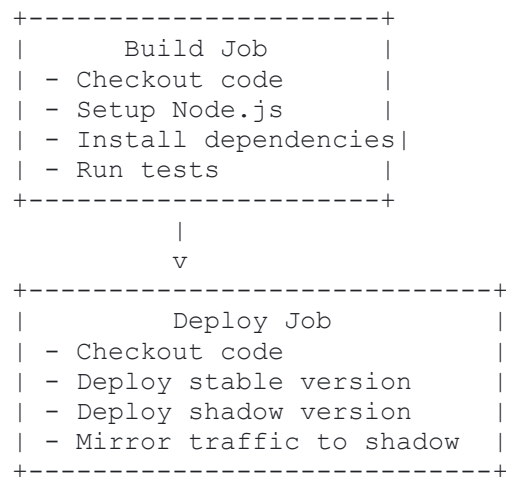 +----------------------+
|      Build Job       |
| - Checkout code      |
| - Setup Node.js      |
| - Install dependencies|
| - Run tests          |
+----------------------+
          |
          v
+-----------------------------+
|         Deploy Job          |
| - Checkout code             |
| - Deploy stable version     |
| - Deploy shadow version     |
| - Mirror traffic to shadow  |
+-----------------------------+